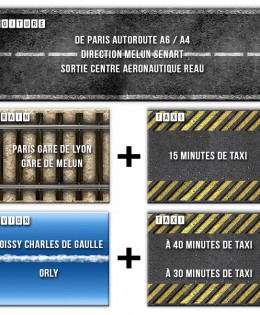 VOITURE
DE PARIS AUTOROUTE A6 / A4
DIRECTION MELUN SENART
SORTIE CENTRE AERONAUTIQUE REAU
TRAIN
PARIS GARE DE LYON
GARE DE MELUN
+
TAXI
15 MINUTES DE TAXI
AVION
OISSY CHARLES DE GAULLE
ORLY
+
TAXI
À 40 MINUTES DE TAXI
À 30 MINUTES DE TAXI